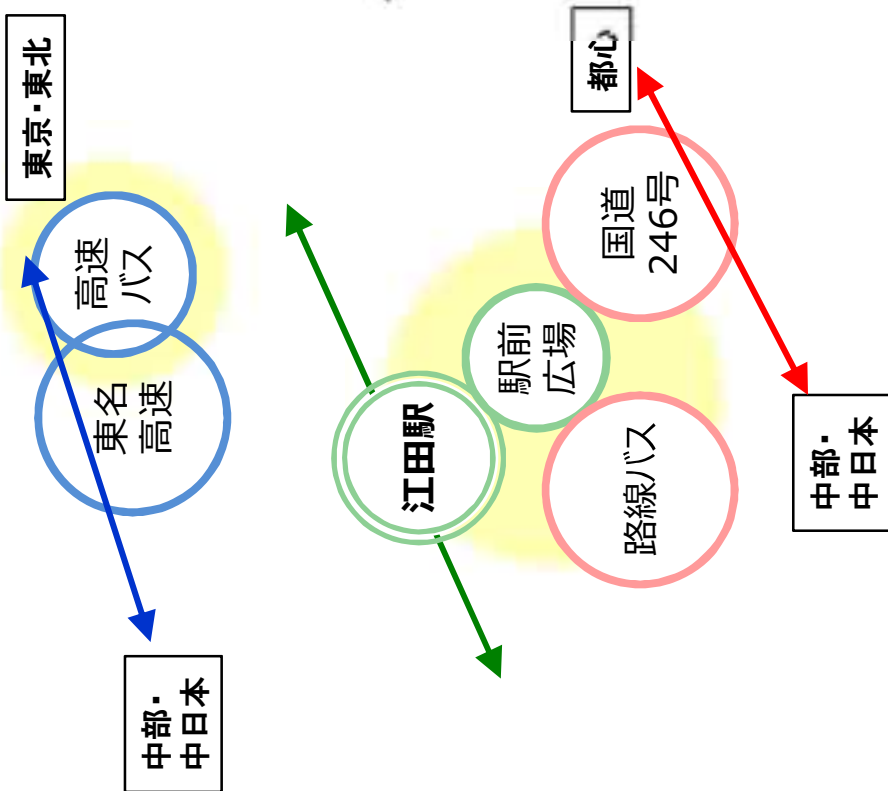 東京・東北
高速
バス
東名
高速
中部・
中日本
江田駅
駅前
広場
都心
国道
246号
路線バス
中部・
中日本